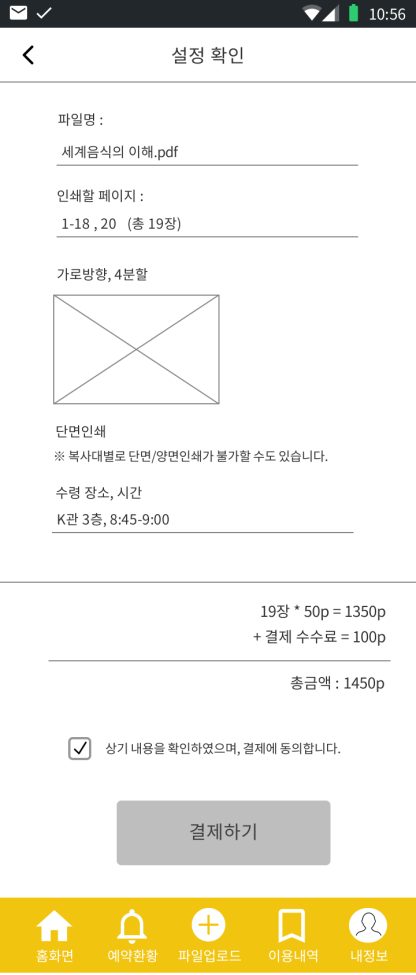 10:56
설정 확인
파일명 :
세계음식의 이해.pdf
인쇄할 페이지 :
1-18 , 20 (총 19장)
가로방향, 4분할
단면인쇄
※ 복사대별로 단면/양면인쇄가 불가할 수도 있습니다.
수령 장소, 시간
K관 3층, 8:45-9:00
19장 * 50p = 1350p
+ 결제 수수료 = 100p
총금액 : 1450p
상기 내용을 확인하였으며, 결제에 동의합니다.
결제하기
홈화면 예약현황 파일업로드 이용내역 내정보